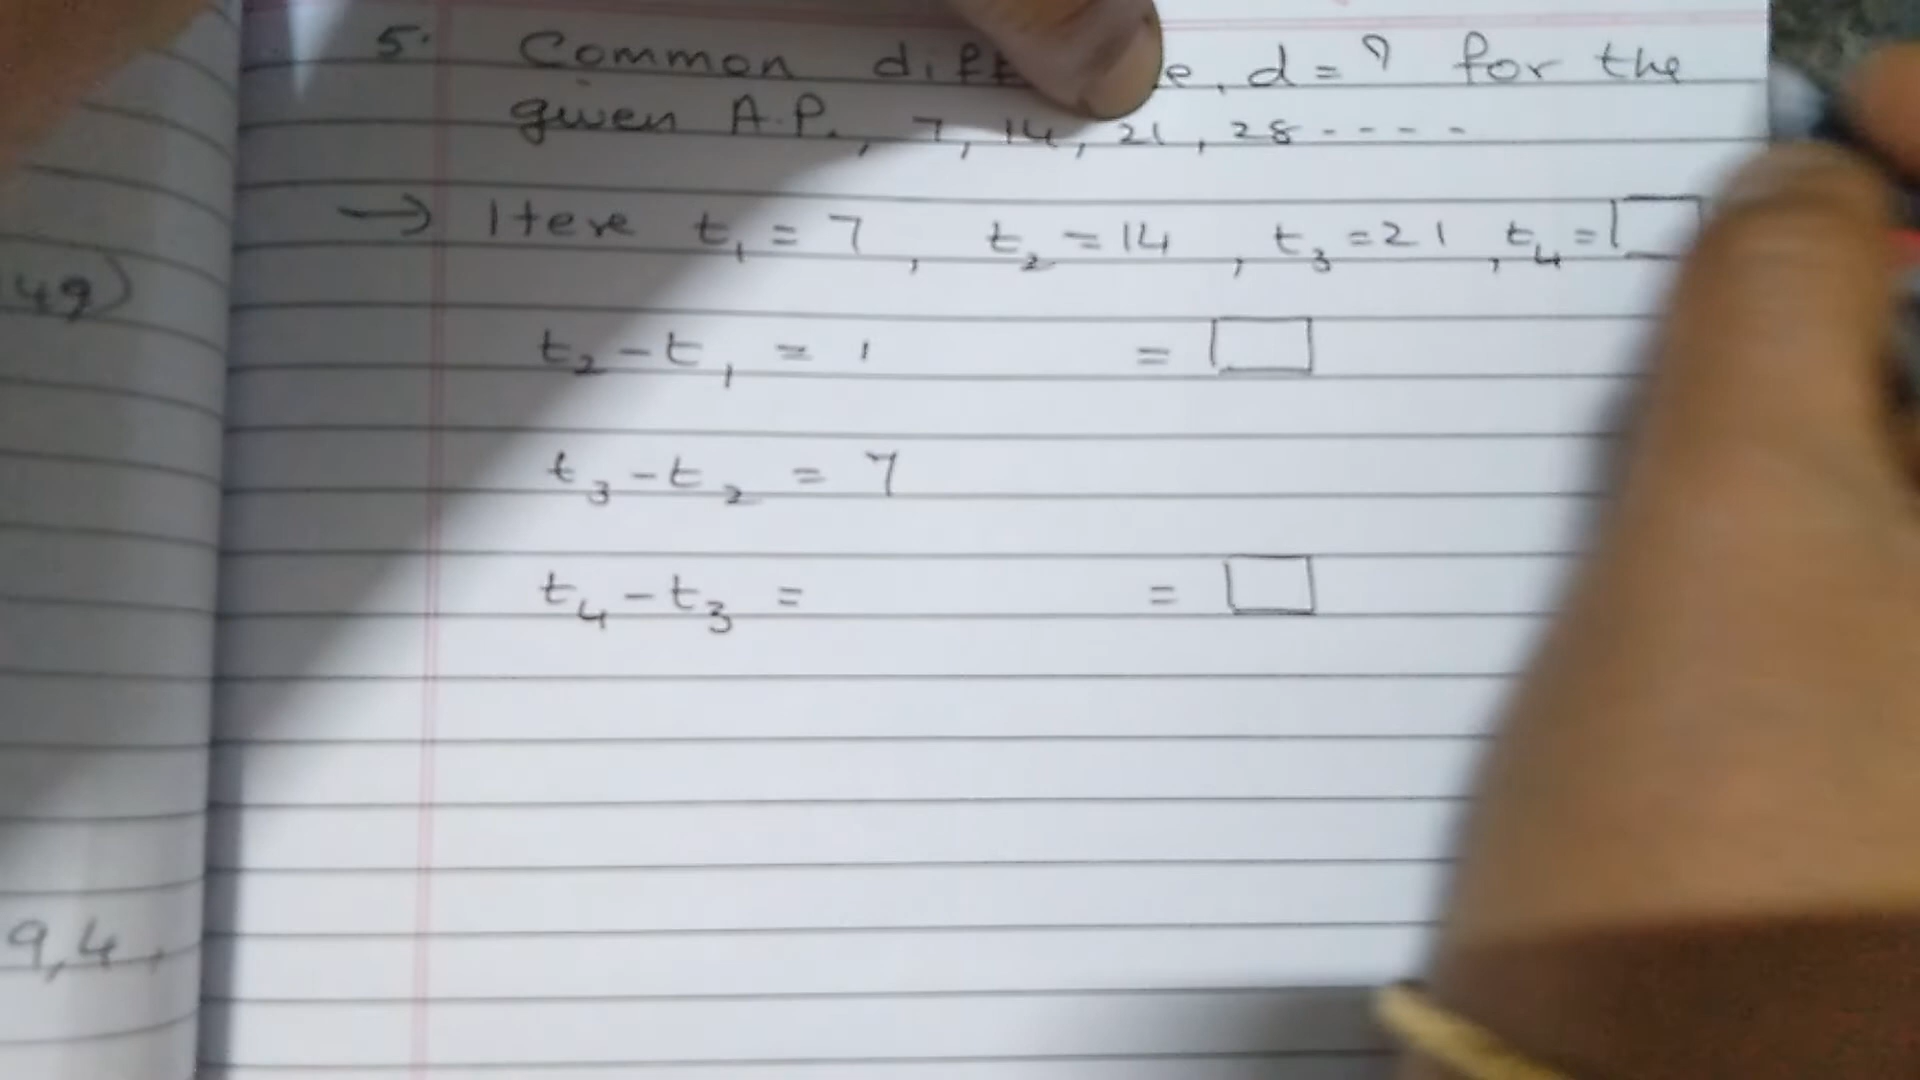 5. Common d = ? for the
given A.P., 7, 14, 21, 28 - - - -
→ Here t₁ = 7, t₂ = 14, t₃ = 21, t₄ = □
t₂ - t₁ = 1 = □
t₃ - t₂ = 7
t₄ - t₃ = = □
49)
9,4,